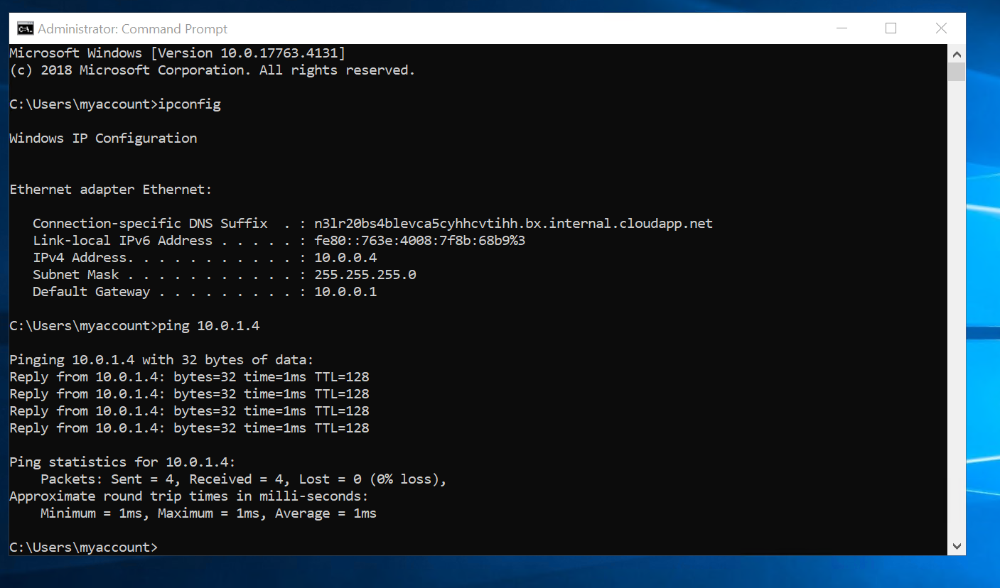 Administrator: Command Prompt
Microsoft Windows [Version 10.0.17763.4131]
(c) 2018 Microsoft Corporation. All rights reserved.
C:\Users\myaccount>ipconfig
Windows IP Configuration
Ethernet adapter Ethernet:
   Connection-specific DNS Suffix  . : n3lr20bs4blevca5cyhhcvtihh.bx.internal.cloudapp.net
   Link-local IPv6 Address . . . . . : fe80::763e:4008:7f8b:68b9%3
   IPv4 Address. . . . . . . . . . . : 10.0.0.4
   Subnet Mask . . . . . . . . . . . : 255.255.255.0
   Default Gateway . . . . . . . . . : 10.0.0.1
C:\Users\myaccount>ping 10.0.1.4
Pinging 10.0.1.4 with 32 bytes of data:
Reply from 10.0.1.4: bytes=32 time=1ms TTL=128
Reply from 10.0.1.4: bytes=32 time=1ms TTL=128
Reply from 10.0.1.4: bytes=32 time=1ms TTL=128
Reply from 10.0.1.4: bytes=32 time=1ms TTL=128
Ping statistics for 10.0.1.4:
    Packets: Sent = 4, Received = 4, Lost = 0 (0% loss),
Approximate round trip times in milli-seconds:
    Minimum = 1ms, Maximum = 1ms, Average = 1ms
C:\Users\myaccount>